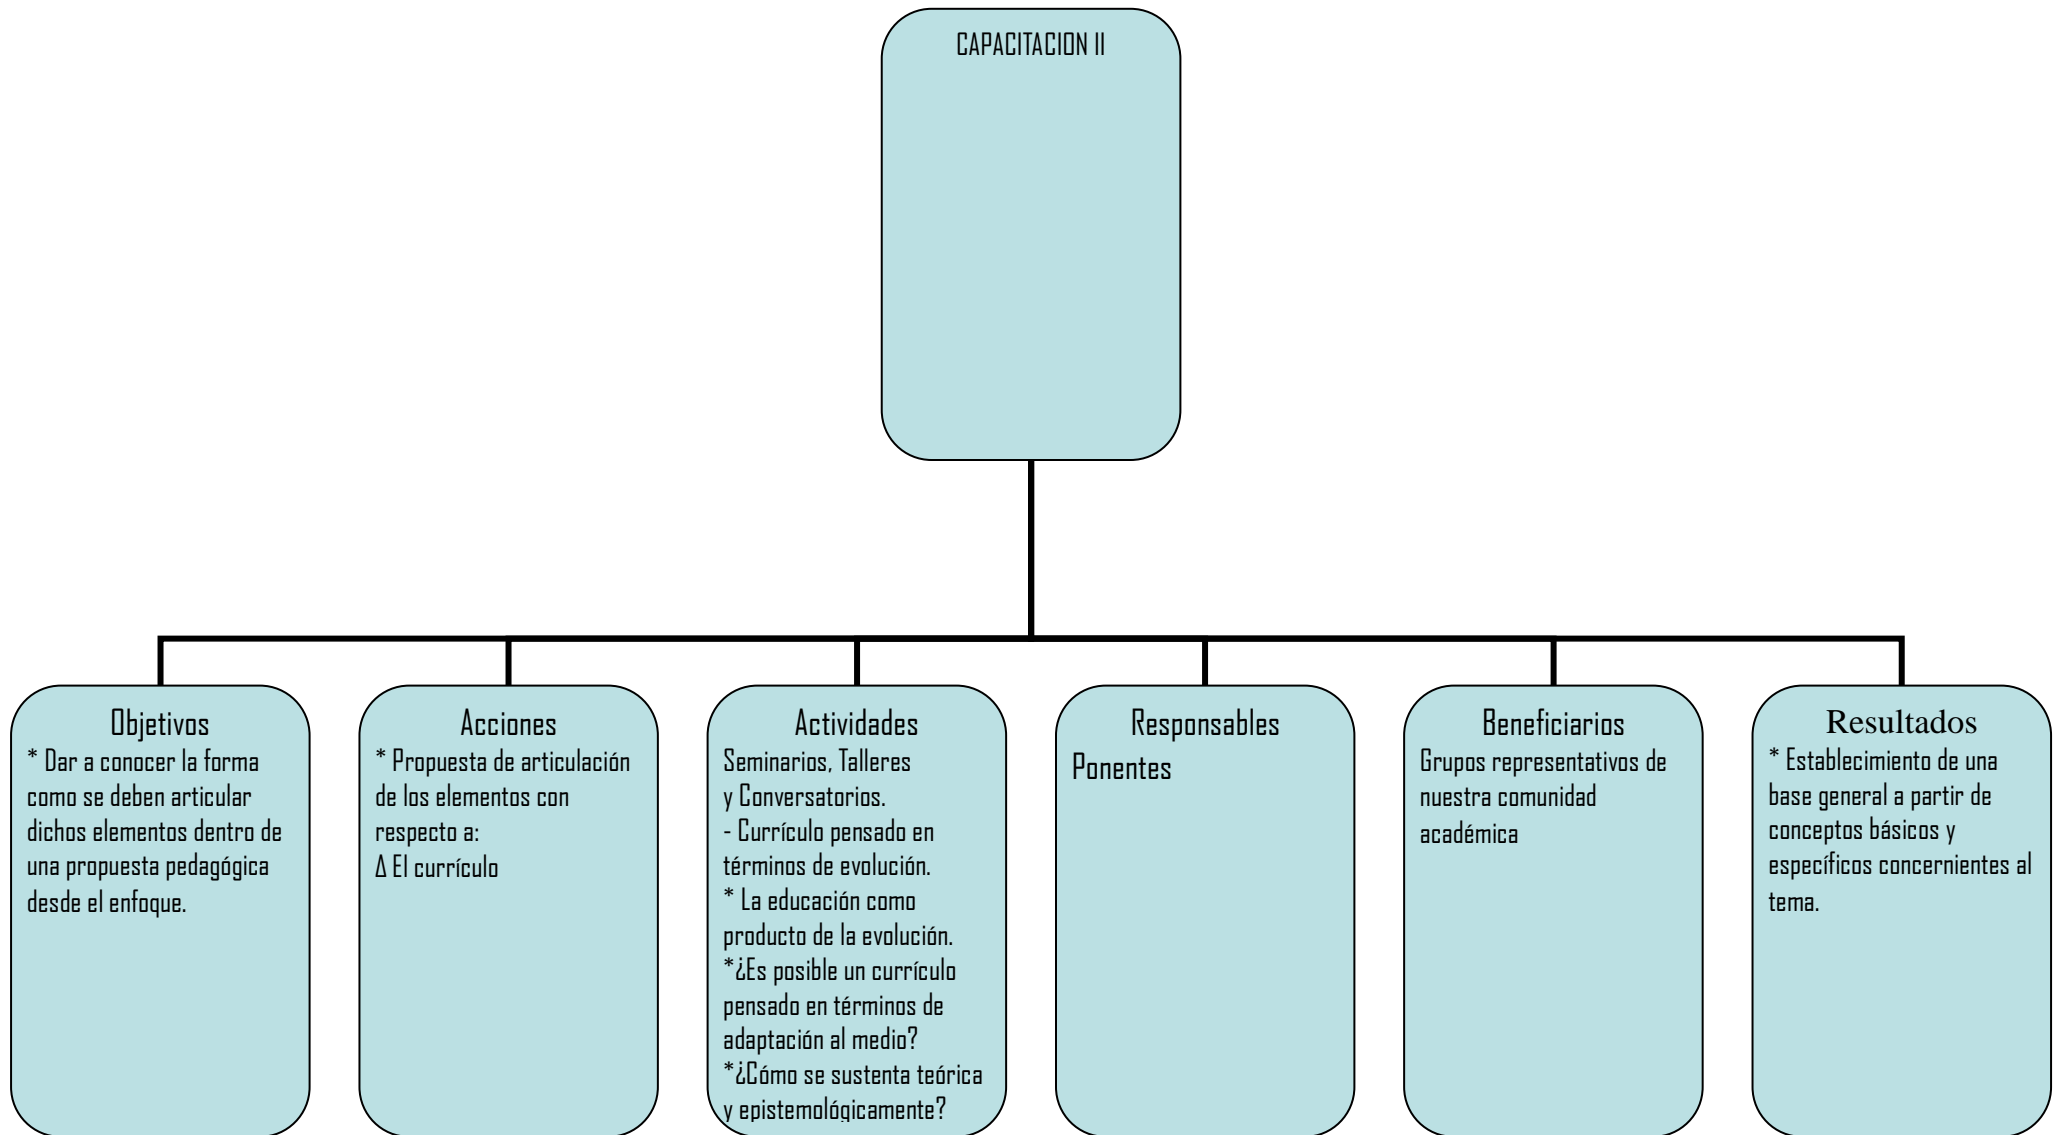 CAPACITACION II
Objetivos
* Dar a conocer la forma
como se deben articular
dichos elementos dentro de
una propuesta pedagógica
desde el enfoque.
Acciones
* Propuesta de articulación
de los elementos con
respecto a:
Δ El currículo
Actividades
Seminarios, Talleres
y Conversatorios.
- Currículo pensado en
términos de evolución.
* La educación como
producto de la evolución.
*¿Es posible un currículo
pensado en términos de
adaptación al medio?
*¿Cómo se sustenta teórica
y epistemológicamente?
Responsables
Ponentes
Beneficiarios
Grupos representativos de
nuestra comunidad
académica
Resultados
* Establecimiento de una
base general a partir de
conceptos básicos y
específicos concernientes al
tema.